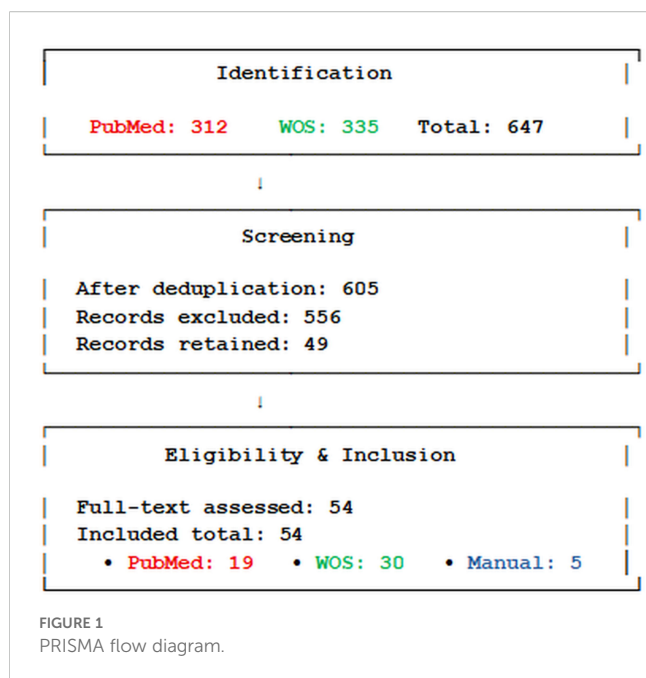 Identification
PubMed: 312 WOS: 335 Total: 647
↓
Screening
After deduplication: 605
Records excluded: 556
Records retained: 49
↓
Eligibility & Inclusion
Full-text assessed: 54
Included total: 54
• PubMed: 19 • WOS: 30 • Manual: 5
FIGURE 1
PRISMA flow diagram.